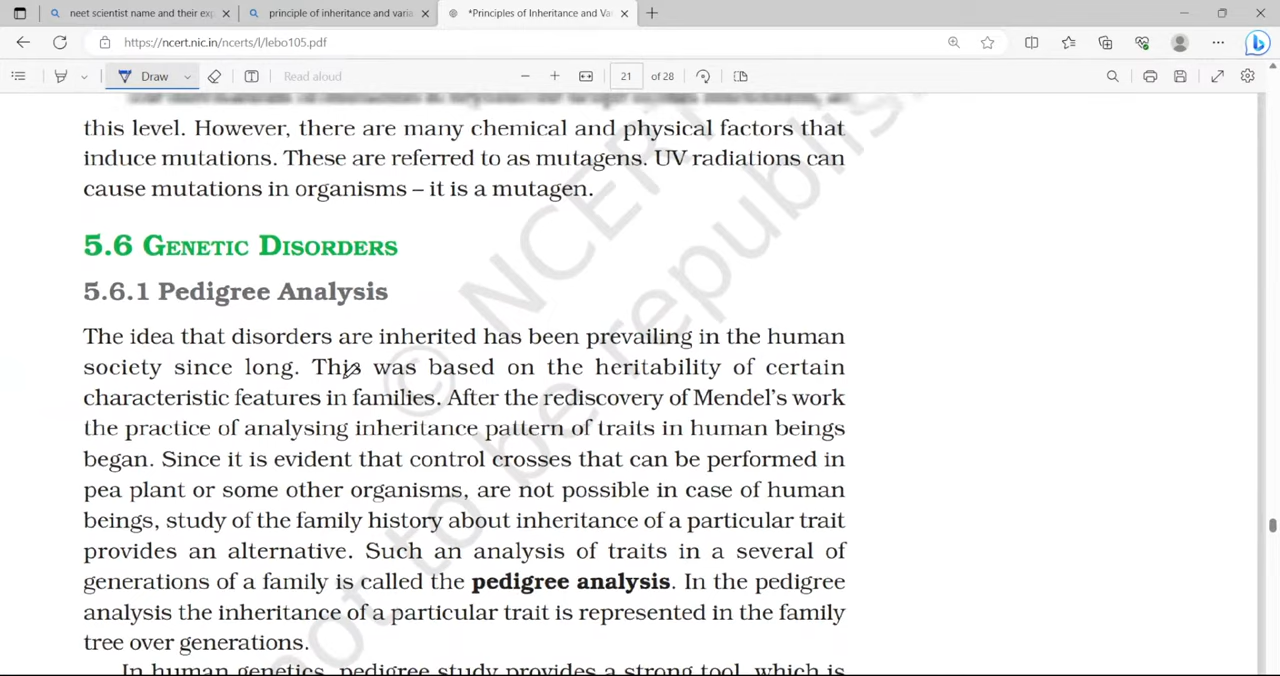 neet scientist name and their exp
principle of inheritance and varia
*Principles of Inheritance and Va
https://ncert.nic.in/ncerts/l/lebo105.pdf
Draw
Read aloud
21
of 28
this level. However, there are many chemical and physical factors that
induce mutations. These are referred to as mutagens. UV radiations can
cause mutations in organisms – it is a mutagen.
5.6 GENETIC DISORDERS
5.6.1 Pedigree Analysis
The idea that disorders are inherited has been prevailing in the human
society since long. This was based on the heritability of certain
characteristic features in families. After the rediscovery of Mendel's work
the practice of analysing inheritance pattern of traits in human beings
began. Since it is evident that control crosses that can be performed in
pea plant or some other organisms, are not possible in case of human
beings, study of the family history about inheritance of a particular trait
provides an alternative. Such an analysis of traits in a several of
generations of a family is called the pedigree analysis. In the pedigree
analysis the inheritance of a particular trait is represented in the family
tree over generations.
In human genetics, pedigree study provides a strong tool, which is
© NCERT
not to be republis